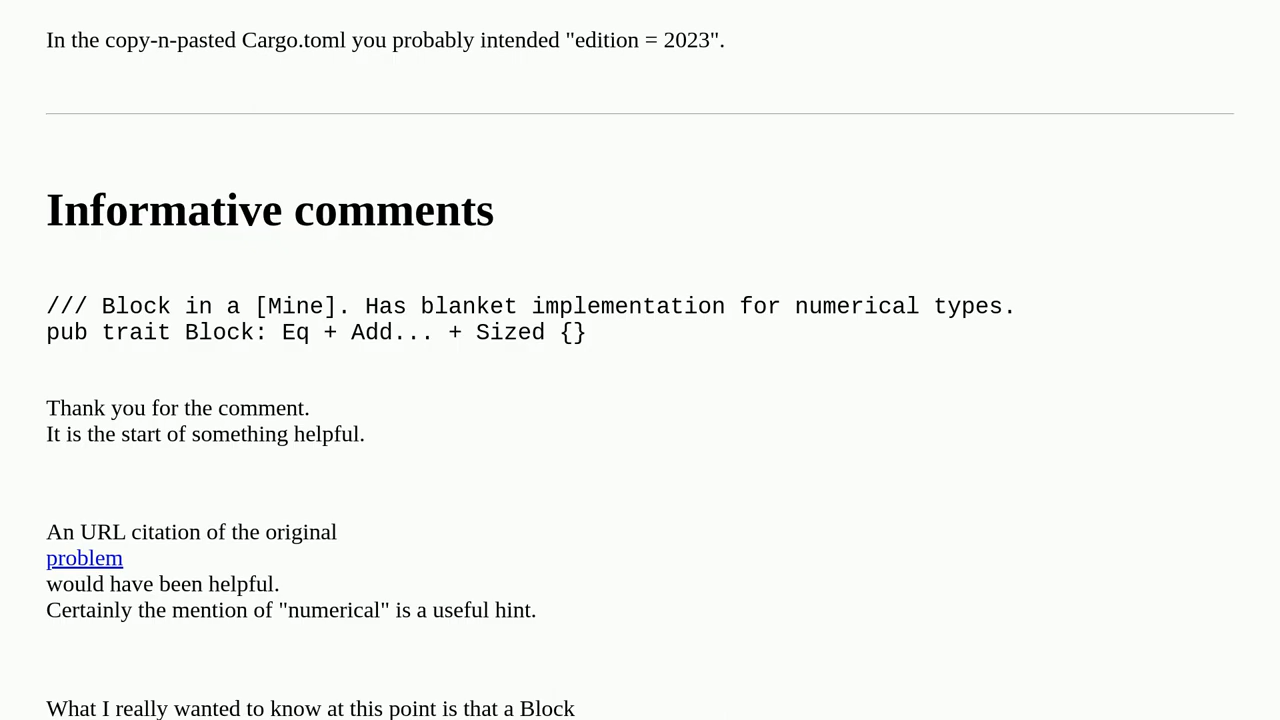 In the copy-n-pasted Cargo.toml you probably intended "edition = 2023".
Informative comments
/// Block in a [Mine]. Has blanket implementation for numerical types.
pub trait Block: Eq + Add... + Sized {}
Thank you for the comment.
It is the start of something helpful.
An URL citation of the original
problem
would have been helpful.
Certainly the mention of "numerical" is a useful hint.
What I really wanted to know at this point is that a Block